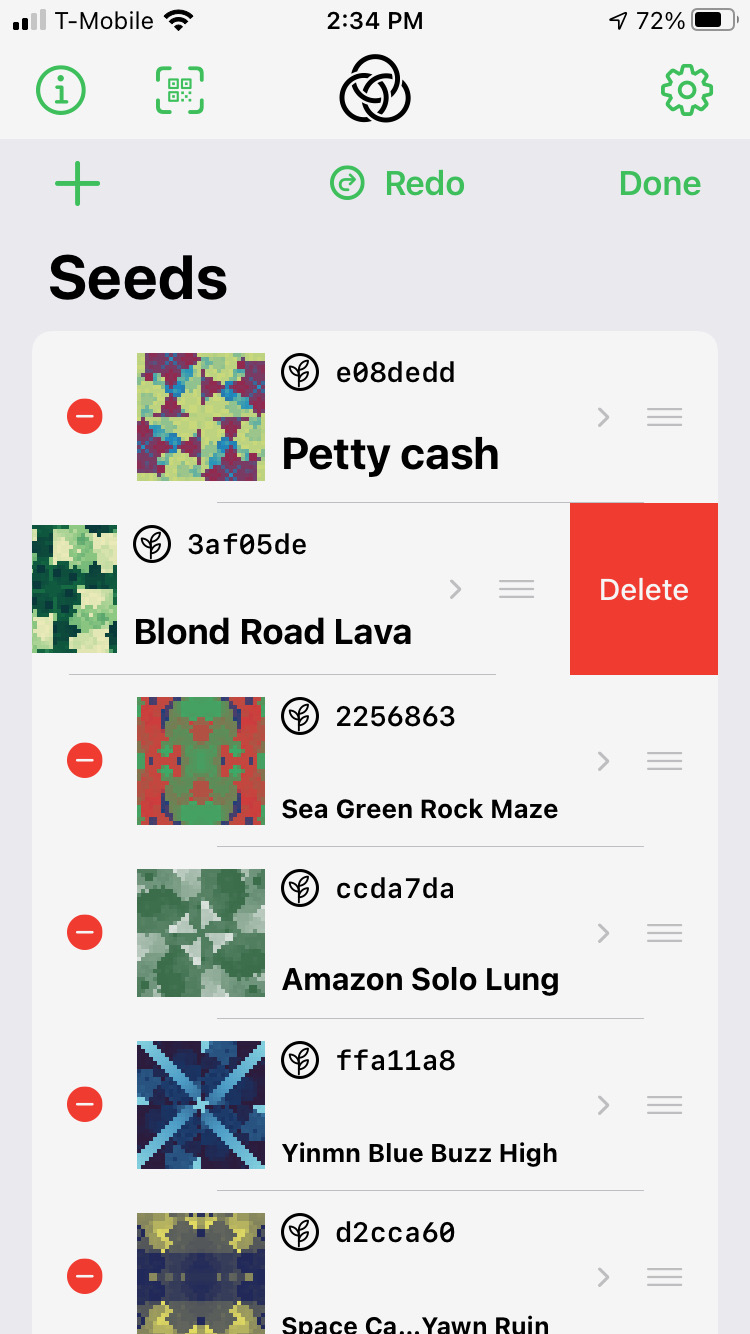 T-Mobile 2:34 PM 72%
Redo Done
Seeds
e08dedd
Petty cash
3af05de
Blond Road Lava
Delete
2256863
Sea Green Rock Maze
ccda7da
Amazon Solo Lung
ffa11a8
Yinmn Blue Buzz High
d2cca60
Space Ca...Yawn Ruin